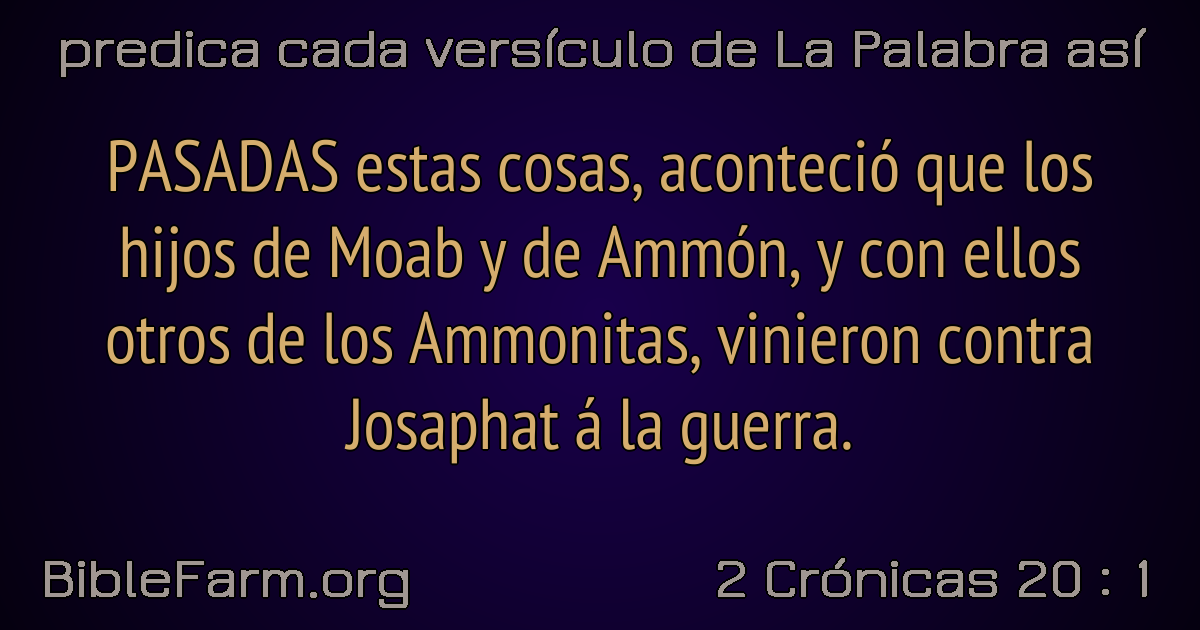 predica cada versículo de La Palabra así
PASADAS estas cosas, aconteció que los
hijos de Moab y de Ammón, y con ellos
otros de los Ammonitas, vinieron contra
Josaphat á la guerra.
BibleFarm.org
2 Crónicas 20 : 1